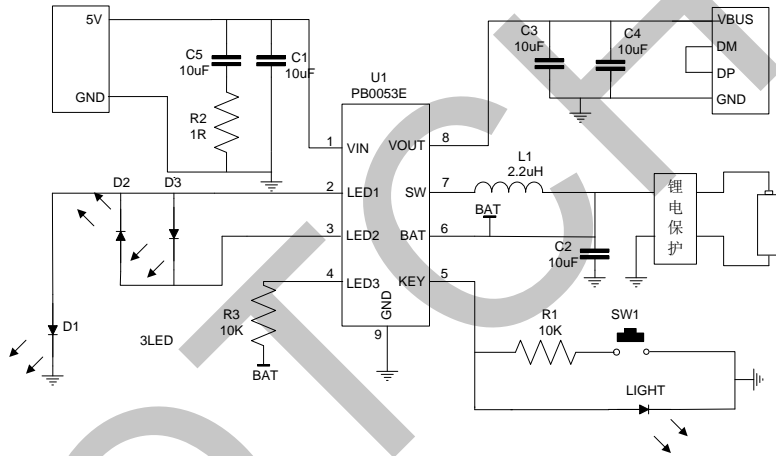 5V
GND
C5
10uF
C1
10uF
R2
1R
U1
PB0053E
1
VIN
2
LED1
3
LED2
4
LED3
VOUT
8
SW
7
BAT
6
KEY
5
GND
9
C3
10uF
C4
10uF
VBUS
DM
DP
GND
L1
2.2uH
BAT
C2
10uF
锂电保护
D2
D3
D1
3LED
R3
10K
BAT
R1
10K
SW1
LIGHT